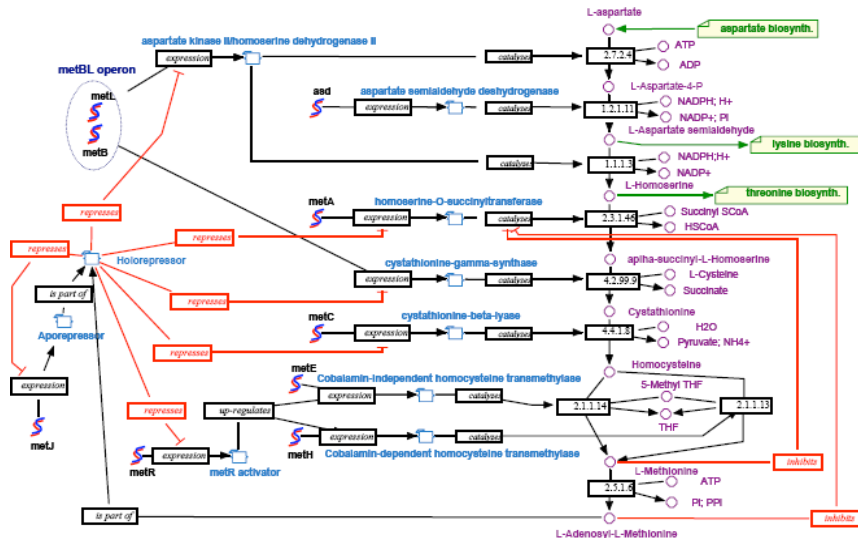 L-aspartate
aspartate biosynth.
aspartate kinase II/homoserine dehydrogenase II
ATP
expression
catalyses
2.7.2.4
ADP
metBL operon
metL
L-Aspartate-4-P
asd
aspartate semialdehyde deshydrogenase
NADPH; H+
expression
catalyses
1.2.1.11
NADP+; PI
L-Aspartate semialdehyde
metB
lysine biosynth.
catalyses
1.1.1.3
NADPH;H+
NADP+
L-Homoserine
threonine biosynth.
metA
homoserine-O-succinyltransferase
represses
expression
catalyses
2.3.1.46
Succinyl SCoA
HSCoA
represses
represses
Holorepressor
alpha-succinyl-L-Homoserine
cystathionine-gamma-synthase
L-Cysteine
expression
catalyses
4.2.99.9
Succinate
is part of
represses
Cystathionine
Aporepressor
metC
cystathionine-beta-lyase
H2O
expression
catalyses
4.4.1.8
Pyruvate; NH4+
represses
Homocysteine
metE
Cobalamin-independent homocysteine transmethylase
5-Methyl THF
expression
expression
catalyses
2.1.1.14
2.1.1.13
represses
up-regulates
THF
metJ
expression
catalyses
metR
expression
metR activator
metH
Cobalamin-dependent homocysteine transmethylase
inhibits
L-Methionine
ATP
2.5.1.6
PI; PPI
is part of
inhibits
L-Adenosyl-L-Methionine